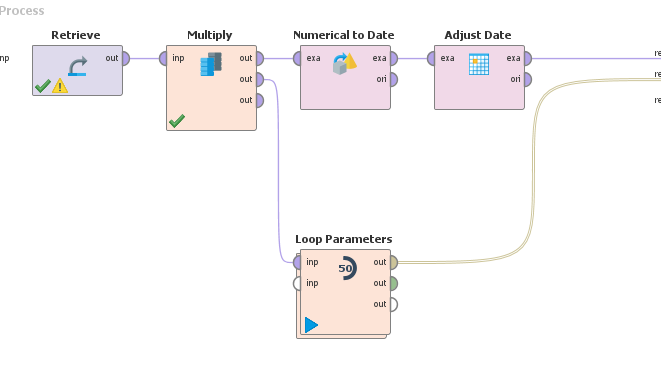 Process
Retrieve
Multiply
Numerical to Date
Adjust Date
inp
out
inp
out
exa
exa
exa
exa
re
out
ori
ori
re
out
re
Loop Parameters
inp
50
out
inp
out
out